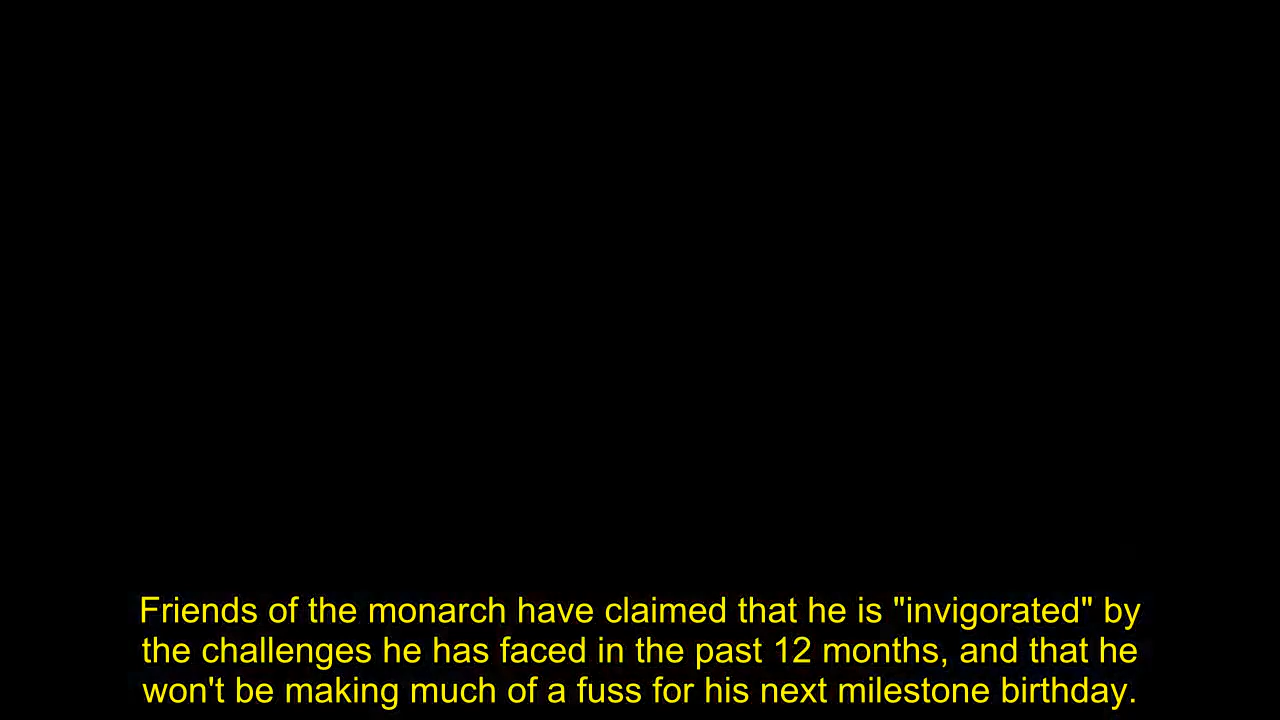 Friends of the monarch have claimed that he is "invigorated" by
the challenges he has faced in the past 12 months, and that he
won't be making much of a fuss for his next milestone birthday.